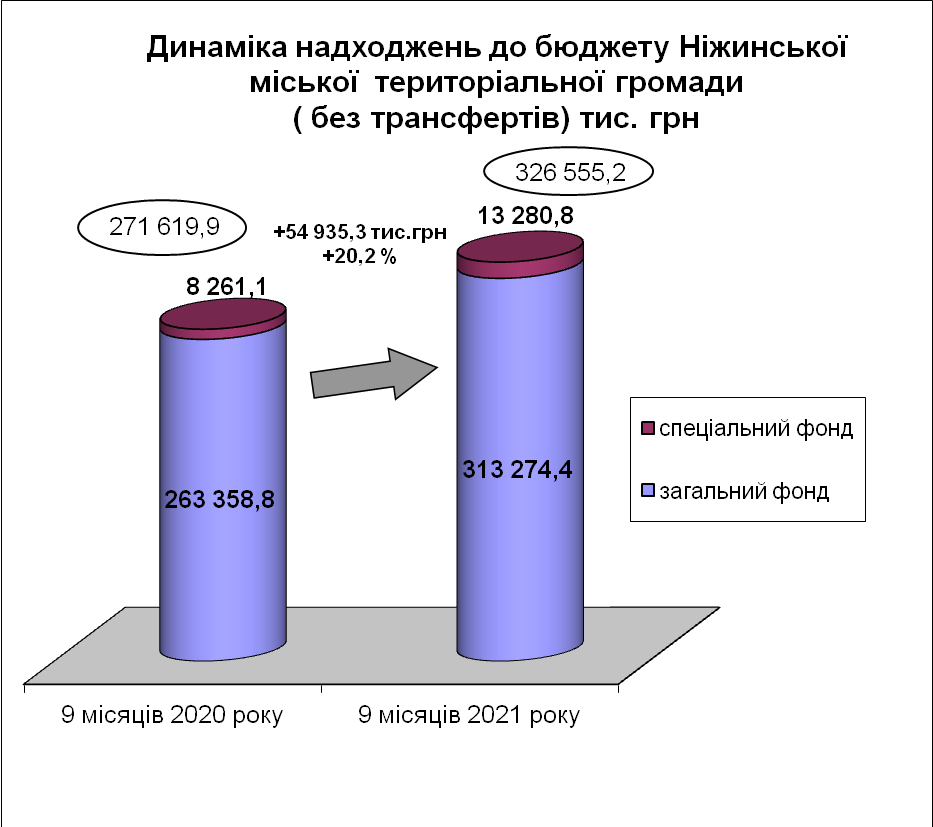 Динаміка надходжень до бюджету Ніжинської
міської територіальної громади
( без трансфертів) тис. грн
326 555,2
271 619,9
13 280,8
+54 935,3 тис.грн
+20,2 %
8 261,1
спеціальний фонд
313 274,4
263 358,8
загальний фонд
9 місяців 2020 року
9 місяців 2021 року